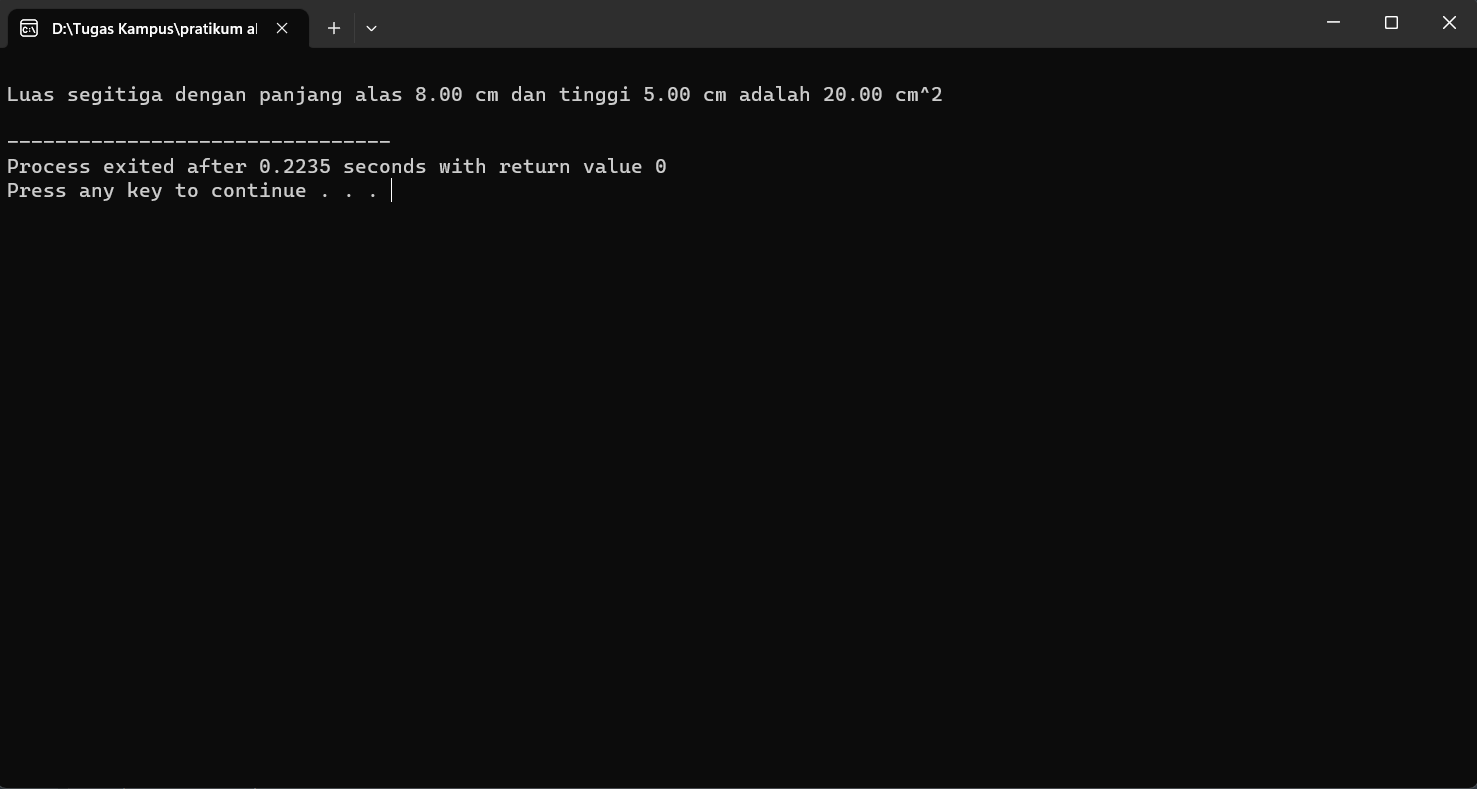 D:\Tugas Kampus\pratikum al
Luas segitiga dengan panjang alas 8.00 cm dan tinggi 5.00 cm adalah 20.00 cm^2
--------------------------------
Process exited after 0.2235 seconds with return value 0
Press any key to continue . . .